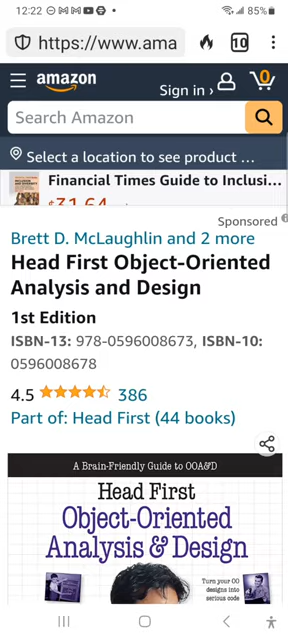 12:22
85%
https://www.ama
10
amazon
Sign in ›
0
Search Amazon
Select a location to see product ...
Financial Times Guide to Inclusi...
$31.64
Sponsored
Brett D. McLaughlin and 2 more
Head First Object-Oriented
Analysis and Design
1st Edition
ISBN-13: 978-0596008673, ISBN-10:
0596008678
4.5 386
Part of: Head First (44 books)
A Brain-Friendly Guide to OOA&D
Head First
Object-Oriented
Analysis & Design
Turn your OO
designs into
serious code